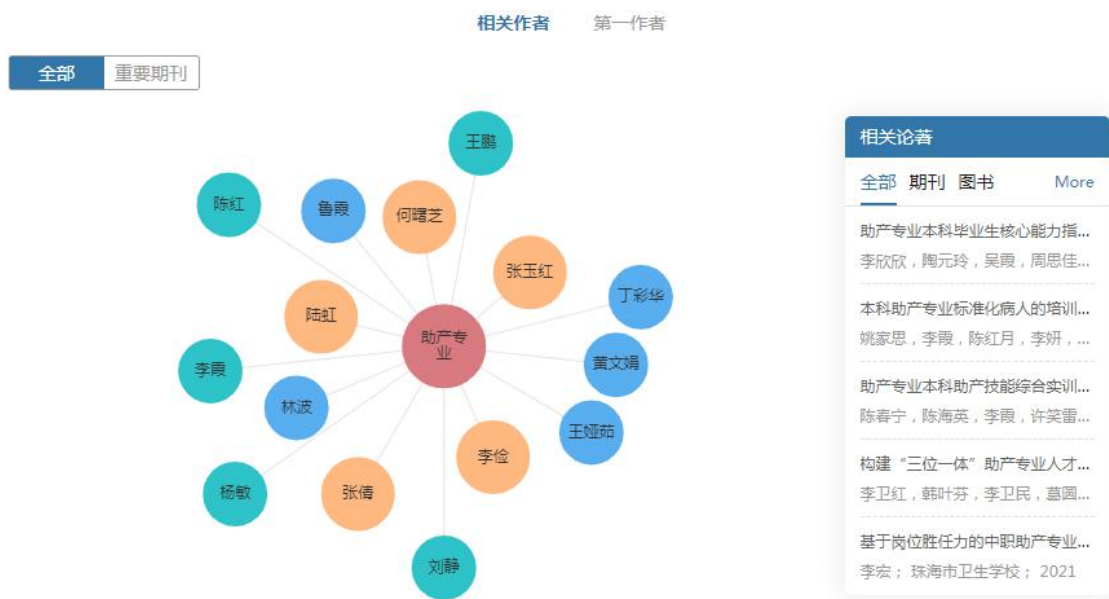 相关作者 第一作者
全部 重要期刊
王鹏
陈红
鲁霞
何曙芝
张玉红
丁彩华
陆虹
助产专
业
黄文娟
李霞
林波
王娅茹
李俭
杨敏
张倩
刘静
相关论著
全部 期刊 图书 More
助产专业本科毕业生核心能力指...
李欣欣，陶元玲，吴霞，周思佳...
本科助产专业标准化病人的培训...
姚家思，李霞，陈红月，李妍，...
助产专业本科助产技能综合实训...
陈春宁，陈海英，李霞，许笑雷...
构建“三位一体”助产专业人才...
李卫红，韩叶芬，李卫民，葛圆...
基于岗位胜任力的中职助产专业...
李宏； 珠海市卫生学校； 2021